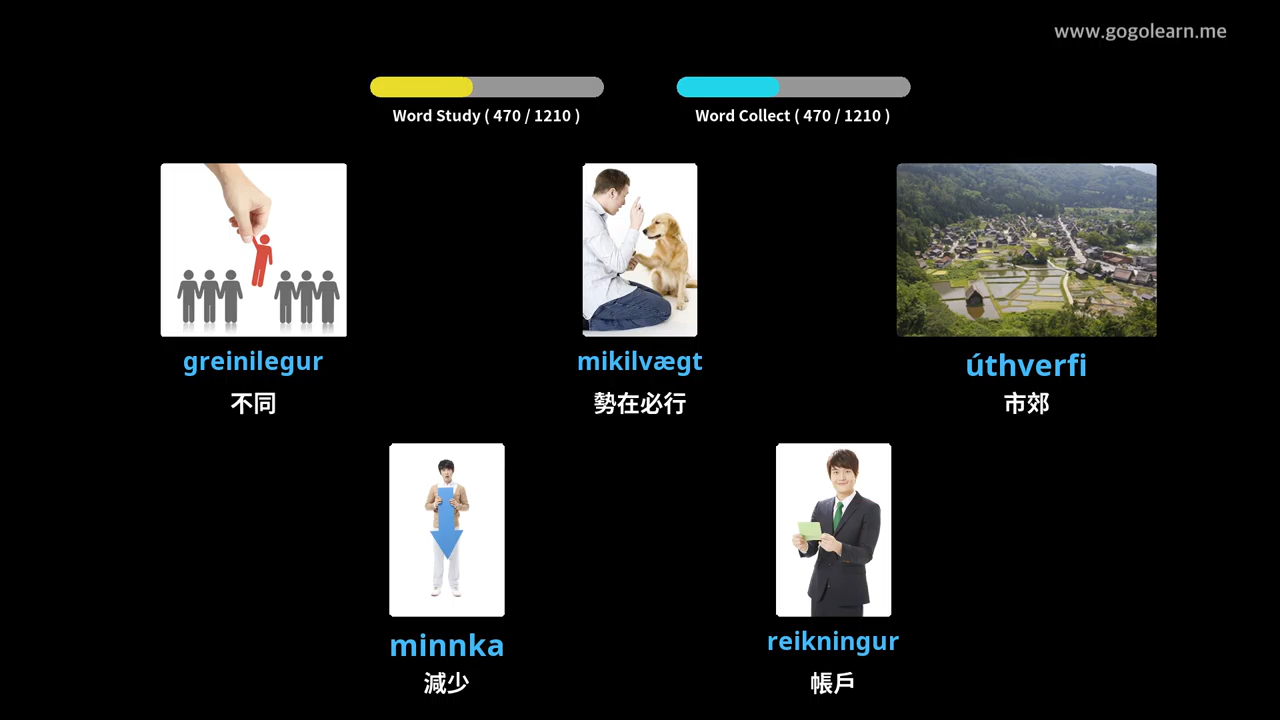 www.gogolearn.me
Word Study ( 470 / 1210 )
Word Collect ( 470 / 1210 )
greinilegur
不同
mikilvægt
勢在必行
úthverfi
市郊
minnka
減少
reikningur
帳戶